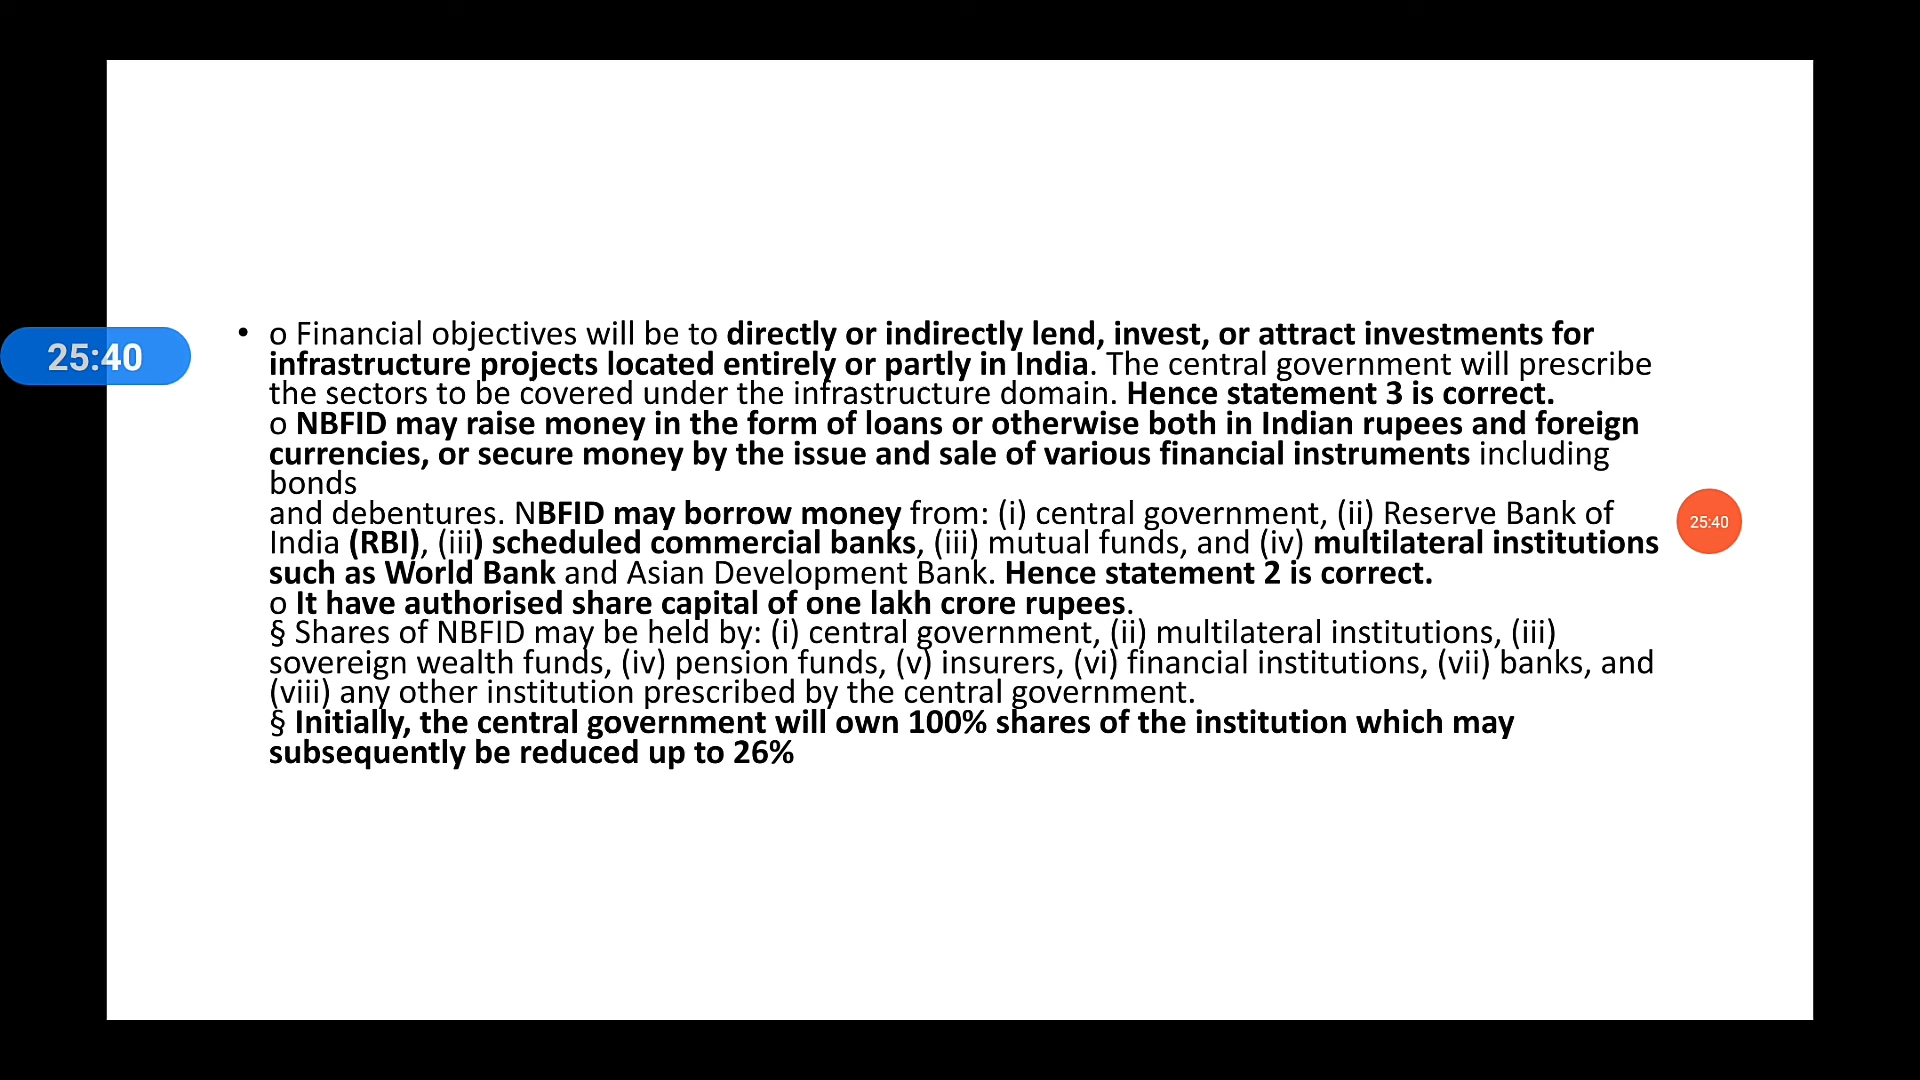 • o Financial objectives will be to directly or indirectly lend, invest, or attract investments for
infrastructure projects located entirely or partly in India. The central government will prescribe
the sectors to be covered under the infrastructure domain. Hence statement 3 is correct.
25:40
o NBFID may raise money in the form of loans or otherwise both in Indian rupees and foreign
currencies, or secure money by the issue and sale of various financial instruments including
bonds
and debentures. NBFID may borrow money from: (i) central government, (ii) Reserve Bank of
25:40
India (RBI), (iii) scheduled commercial banks, (iii) mutual funds, and (iv) multilateral institutions
such as World Bank and Asian Development Bank. Hence statement 2 is correct.
o It have authorised share capital of one lakh crore rupees.
§ Shares of NBFID may be held by: (i) central government, (ii) multilateral institutions, (iii)
sovereign wealth funds, (iv) pension funds, (v) insurers, (vi) financial institutions, (vii) banks, and
(viii) any other institution prescribed by the central government.
§ Initially, the central government will own 100% shares of the institution which may
subsequently be reduced up to 26%